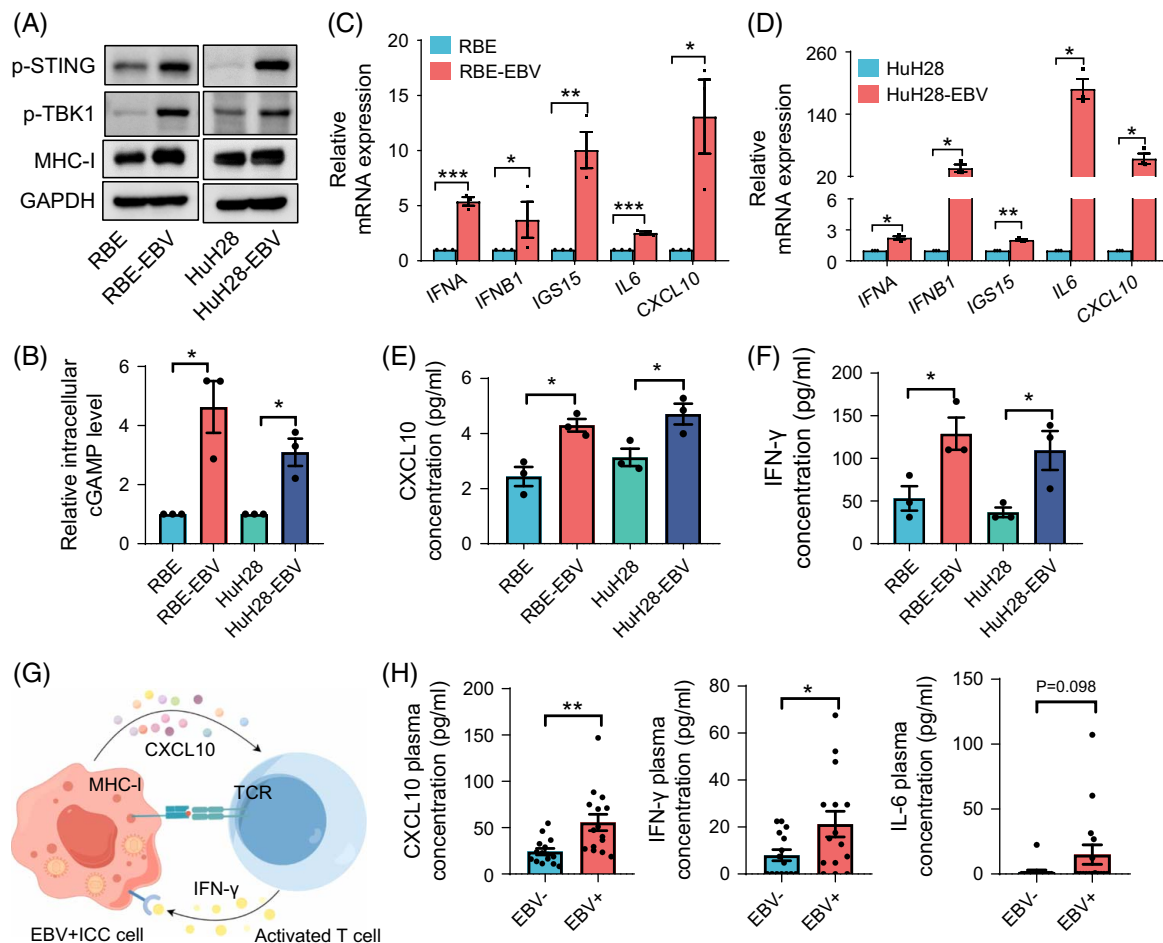 (A)
p-STING
p-TBK1
MHC-I
GAPDH
RBE
RBE-EBV
HuH28
HuH28-EBV
(C)
Relative
mRNA expression
20
15
10
5
0
RBE
RBE-EBV
***
*
**
***
*
IFNA
IFNB1
IGS15
IL6
CXCL10
(D)
Relative
mRNA expression
260
140
20
6
3
0
HuH28
HuH28-EBV
*
*
**
*
*
IFNA
IFNB1
IGS15
IL6
CXCL10
(B)
Relative intracellular
cGAMP level
6
4
2
0
*
*
RBE
RBE-EBV
HuH28
HuH28-EBV
(E)
CXCL10
concentration (pg/ml)
6
4
2
0
*
*
RBE
RBE-EBV
HuH28
HuH28-EBV
(F)
IFN-γ
concentration (pg/ml)
200
150
100
50
0
*
*
RBE
RBE-EBV
HuH28
HuH28-EBV
(G)
CXCL10
MHC-I
TCR
IFN-γ
EBV+ICC cell
Activated T cell
(H)
CXCL10 plasma
concentration (pg/ml)
200
150
100
50
0
**
EBV-
EBV+
IFN-γ plasma
concentration (pg/ml)
80
60
40
20
0
*
EBV-
EBV+
IL-6 plasma
concentration (pg/ml)
150
100
50
0
P=0.098
EBV-
EBV+